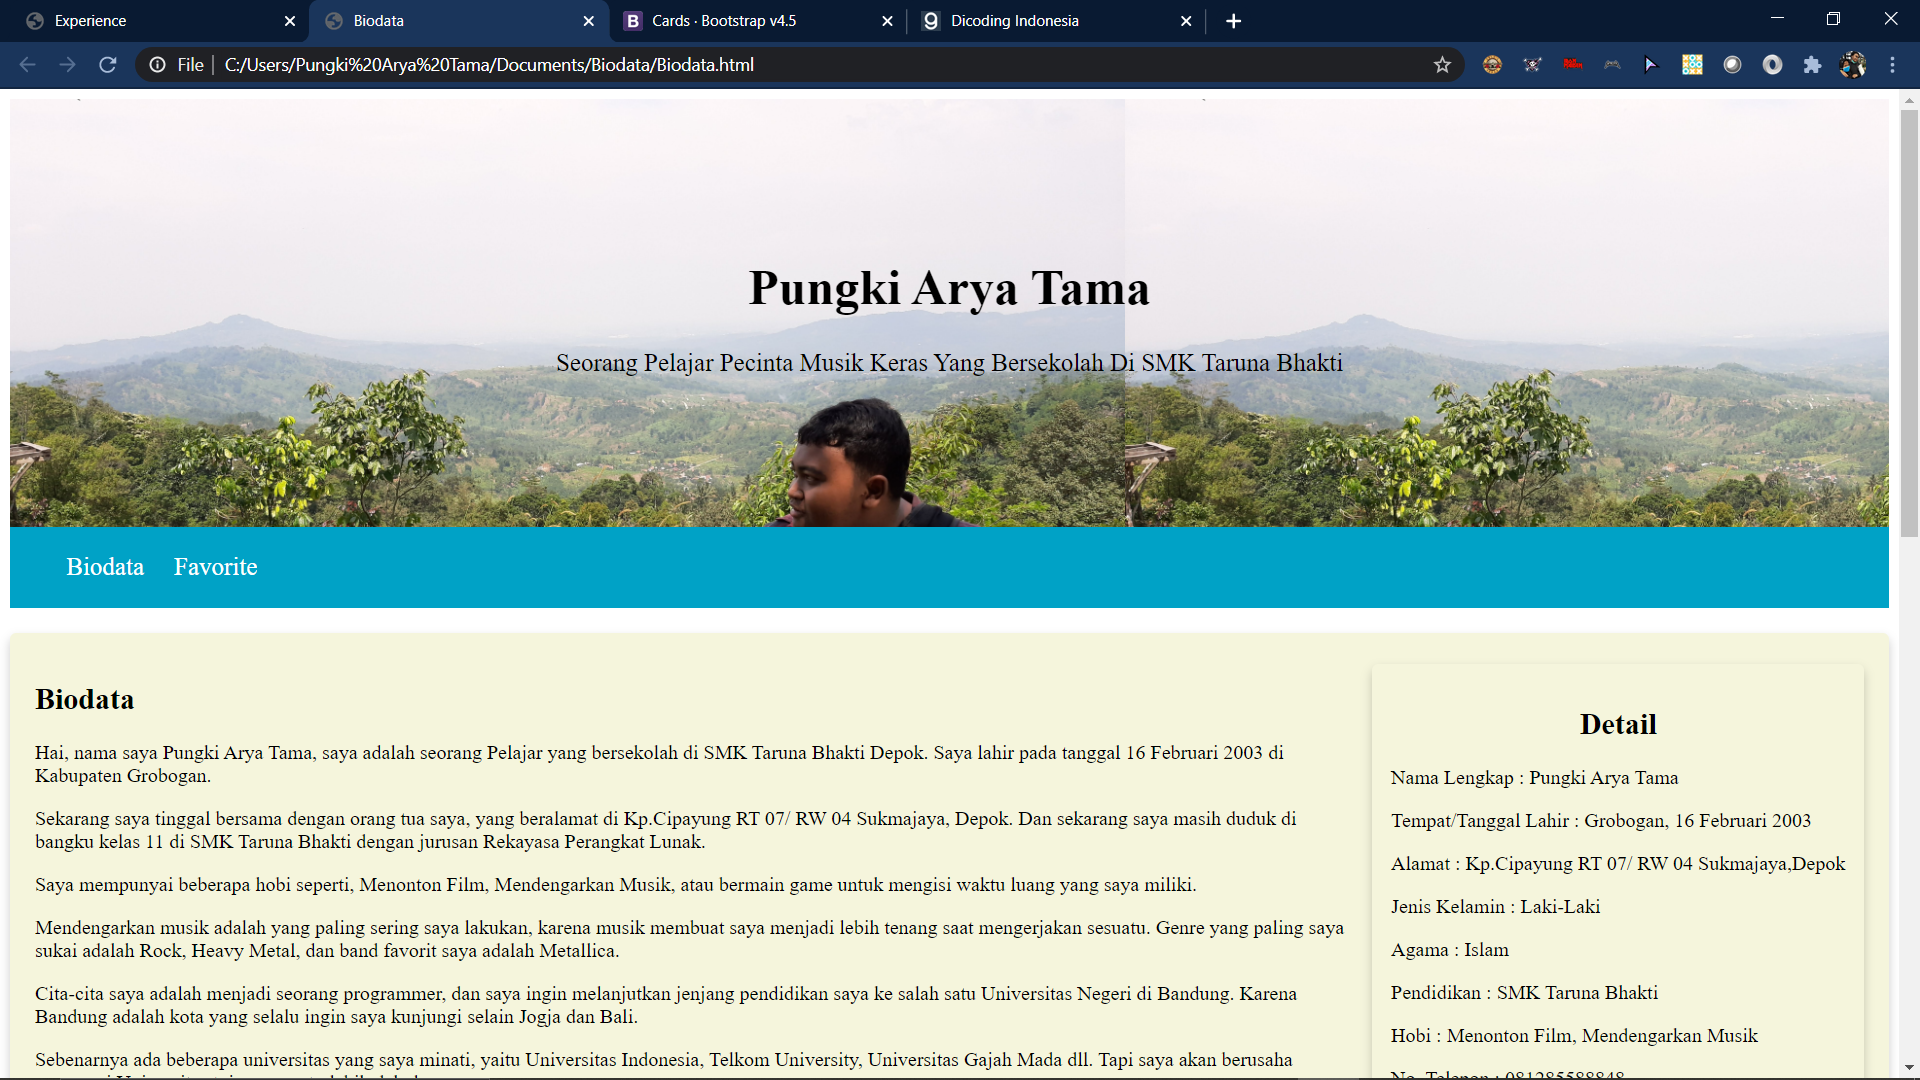 Experience
Biodata
Cards · Bootstrap v4.5
Dicoding Indonesia
File
C:/Users/Pungki%20Arya%20Tama/Documents/Biodata/Biodata.html
Pungki Arya Tama
Seorang Pelajar Pecinta Musik Keras Yang Bersekolah Di SMK Taruna Bhakti
Biodata
Favorite
Biodata
Hai, nama saya Pungki Arya Tama, saya adalah seorang Pelajar yang bersekolah di SMK Taruna Bhakti Depok. Saya lahir pada tanggal 16 Februari 2003 di
Kabupaten Grobogan.
Sekarang saya tinggal bersama dengan orang tua saya, yang beralamat di Kp.Cipayung RT 07/ RW 04 Sukmajaya, Depok. Dan sekarang saya masih duduk di
bangku kelas 11 di SMK Taruna Bhakti dengan jurusan Rekayasa Perangkat Lunak.
Saya mempunyai beberapa hobi seperti, Menonton Film, Mendengarkan Musik, atau bermain game untuk mengisi waktu luang yang saya miliki.
Mendengarkan musik adalah yang paling sering saya lakukan, karena musik membuat saya menjadi lebih tenang saat mengerjakan sesuatu. Genre yang paling saya
sukai adalah Rock, Heavy Metal, dan band favorit saya adalah Metallica.
Cita-cita saya adalah menjadi seorang programmer, dan saya ingin melanjutkan jenjang pendidikan saya ke salah satu Universitas Negeri di Bandung. Karena
Bandung adalah kota yang selalu ingin saya kunjungi selain Jogja dan Bali.
Sebenarnya ada beberapa universitas yang saya minati, yaitu Universitas Indonesia, Telkom University, Universitas Gajah Mada dll. Tapi saya akan berusaha
Detail
Nama Lengkap : Pungki Arya Tama
Tempat/Tanggal Lahir : Grobogan, 16 Februari 2003
Alamat : Kp.Cipayung RT 07/ RW 04 Sukmajaya,Depok
Jenis Kelamin : Laki-Laki
Agama : Islam
Pendidikan : SMK Taruna Bhakti
Hobi : Menonton Film, Mendengarkan Musik
No. Telepon : 081285588848